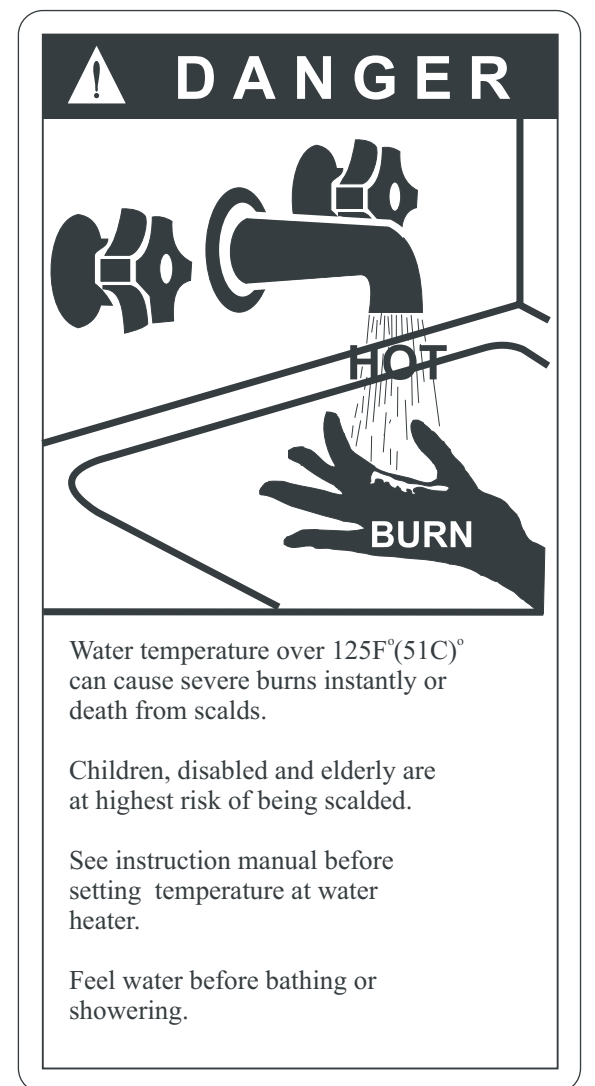 DANGER
HOT
BURN
Water temperature over 125F°(51C)°
can cause severe burns instantly or
death from scalds.
Children, disabled and elderly are
at highest risk of being scalded.
See instruction manual before
setting temperature at water
heater.
Feel water before bathing or
showering.